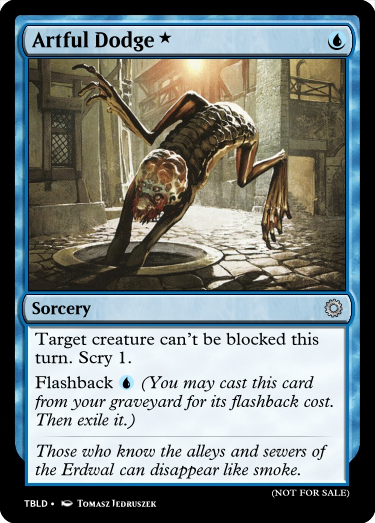 Artful Dodge ★
Sorcery
Target creature can't be blocked this
turn. Scry 1.
Flashback (You may cast this card
from your graveyard for its flashback cost.
Then exile it.)
Those who know the alleys and sewers of
the Erdwal can disappear like smoke.
(NOT FOR SALE)
TBLD • Tomasz Jedruszek